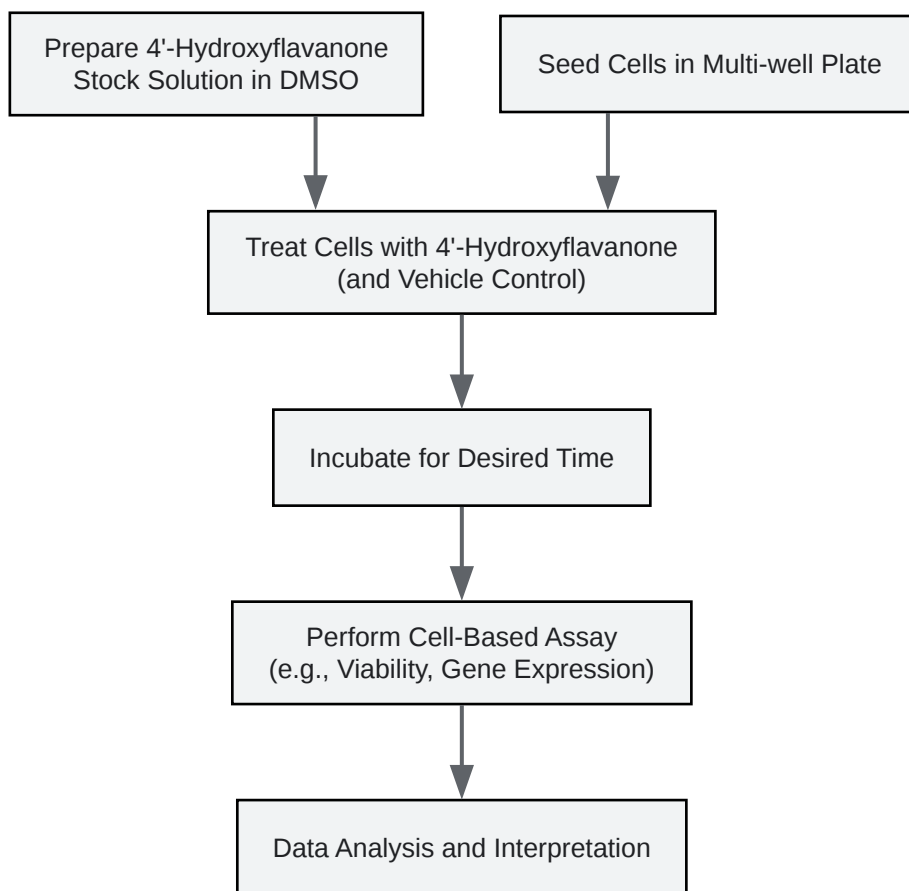 Prepare 4'-Hydroxyflavanone
Stock Solution in DMSO
Seed Cells in Multi-well Plate
Treat Cells with 4'-Hydroxyflavanone
(and Vehicle Control)
Incubate for Desired Time
Perform Cell-Based Assay
(e.g., Viability, Gene Expression)
Data Analysis and Interpretation